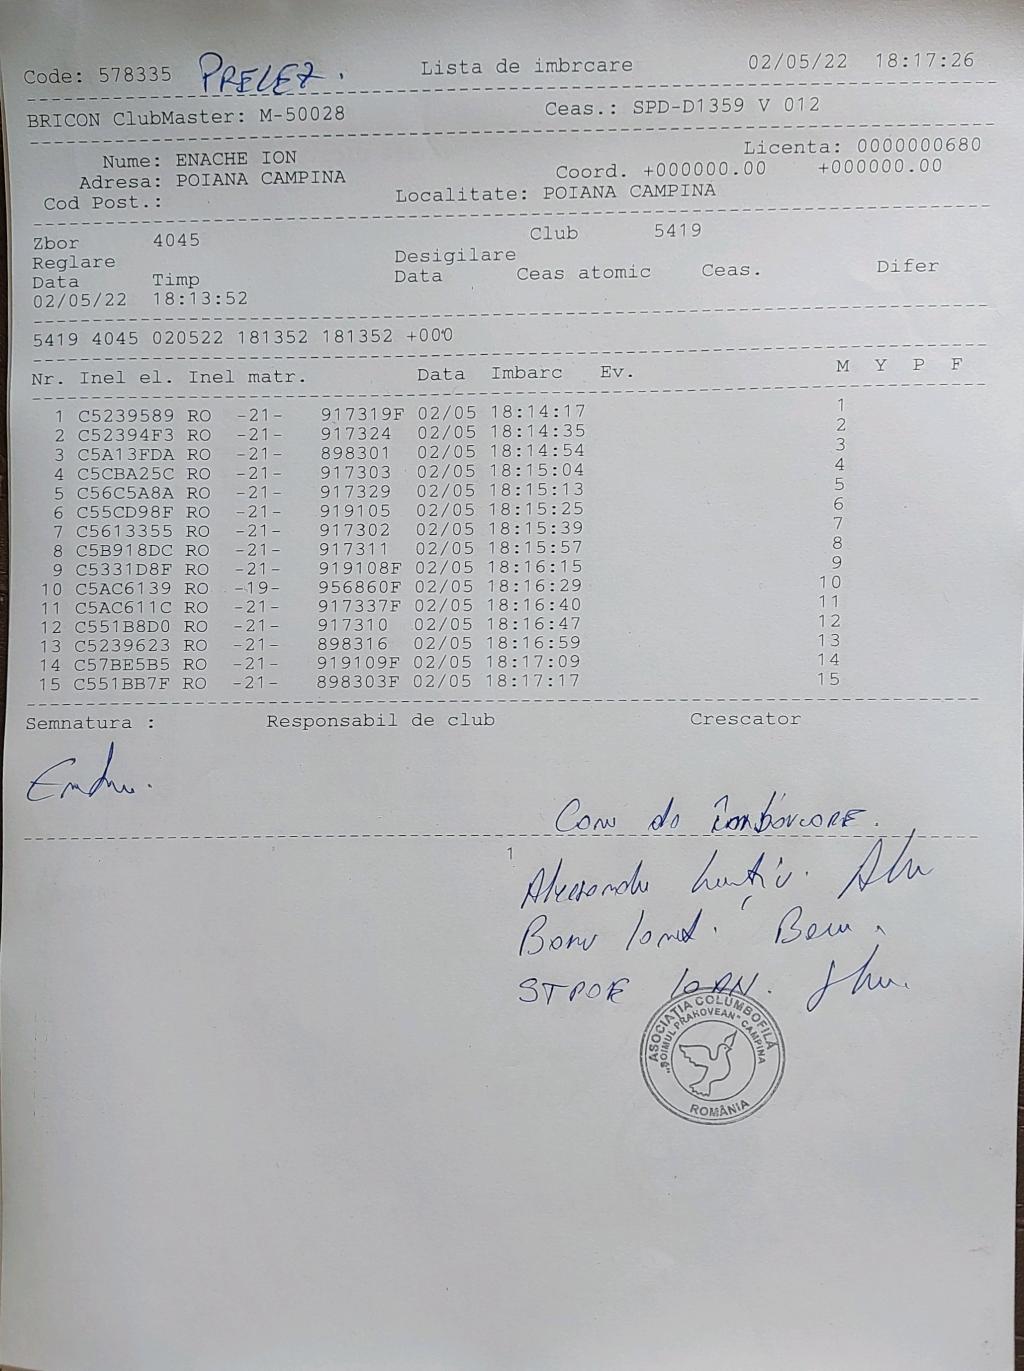 Code: 578335 PRELEZ. Lista de imbrcare 02/05/22 18:17:26
BRICON ClubMaster: M-50028 Ceas.: SPD-D1359 V 012
Nume: ENACHE ION Licenta: 0000000680
Adresa: POIANA CAMPINA Coord. +000000.00 +000000.00
Cod Post.: Localitate: POIANA CAMPINA
Zbor 4045 Club 5419
Reglare Desigilare
Data Timp Data Ceas atomic Ceas. Difer
02/05/22 18:13:52
5419 4045 020522 181352 181352 +000
Nr. Inel el. Inel matr. Data Imbarc Ev. M Y P F
1 C5239589 RO -21- 917319F 02/05 18:14:17 1
2 C52394F3 RO -21- 917324 02/05 18:14:35 2
3 C5A13FDA RO -21- 898301 02/05 18:14:54 3
4 C5CBA25C RO -21- 917303 02/05 18:15:04 4
5 C56C5A8A RO -21- 917329 02/05 18:15:13 5
6 C55CD98F RO -21- 919105 02/05 18:15:25 6
7 C5613355 RO -21- 917302 02/05 18:15:39 7
8 C5B918DC RO -21- 917311 02/05 18:15:57 8
9 C5331D8F RO -21- 919108F 02/05 18:16:15 9
10 C5AC6139 RO -19- 956860F 02/05 18:16:29 10
11 C5AC611C RO -21- 917337F 02/05 18:16:40 11
12 C551B8D0 RO -21- 917310 02/05 18:16:47 12
13 C5239623 RO -21- 898316 02/05 18:16:59 13
14 C57BE5B5 RO -21- 919109F 02/05 18:17:09 14
15 C551BB7F RO -21- 898303F 02/05 18:17:17 15
Semnatura : Responsabil de club Crescator
1
STROE IOAN.
ASOCIAȚIA COLUMBOFILĂ
"ȘOIMUL PRAHOVEAN" CAMPINA
ROMÂNIA